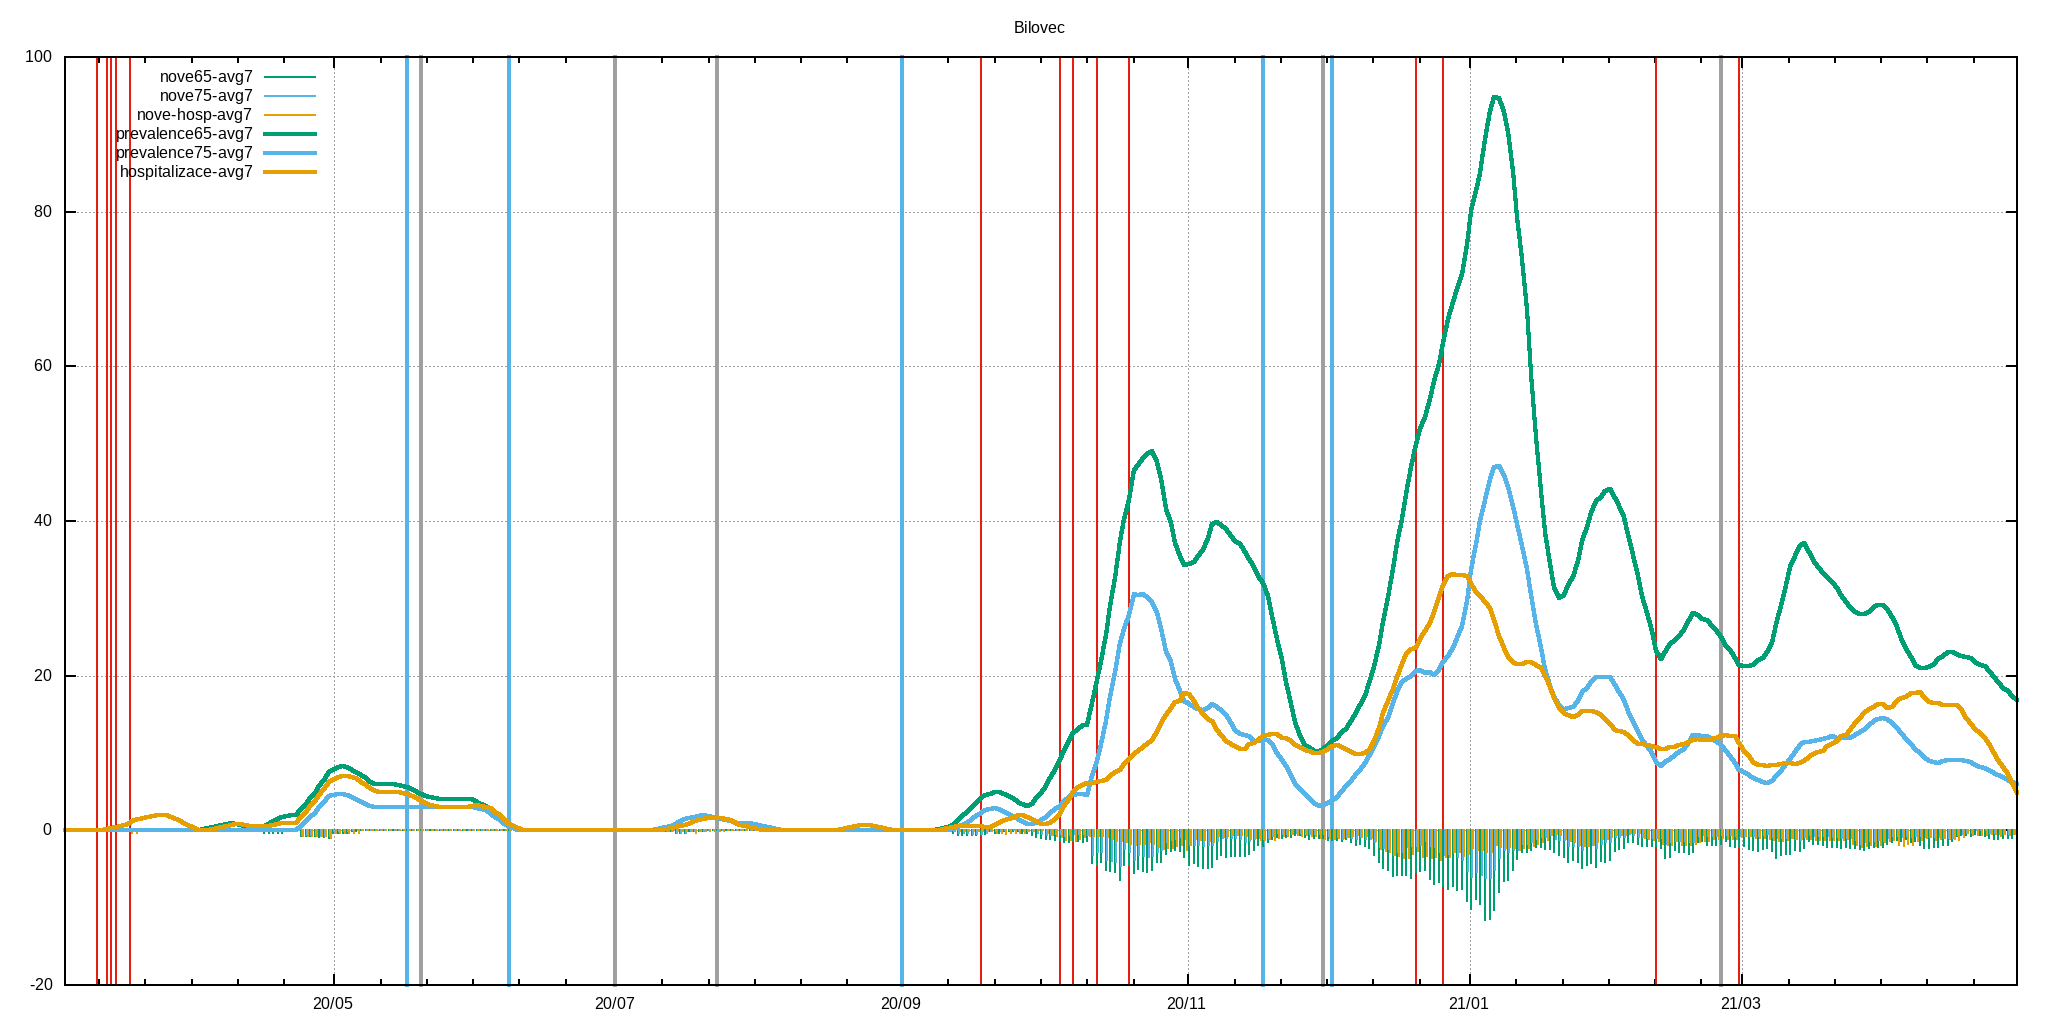 Bilovec
100
80
60
40
20
0
-20
nove65-avg7
nove75-avg7
nove-hosp-avg7
prevalence65-avg7
prevalence75-avg7
hospitalizace-avg7
20/05 20/07 20/09 20/11 21/01 21/03